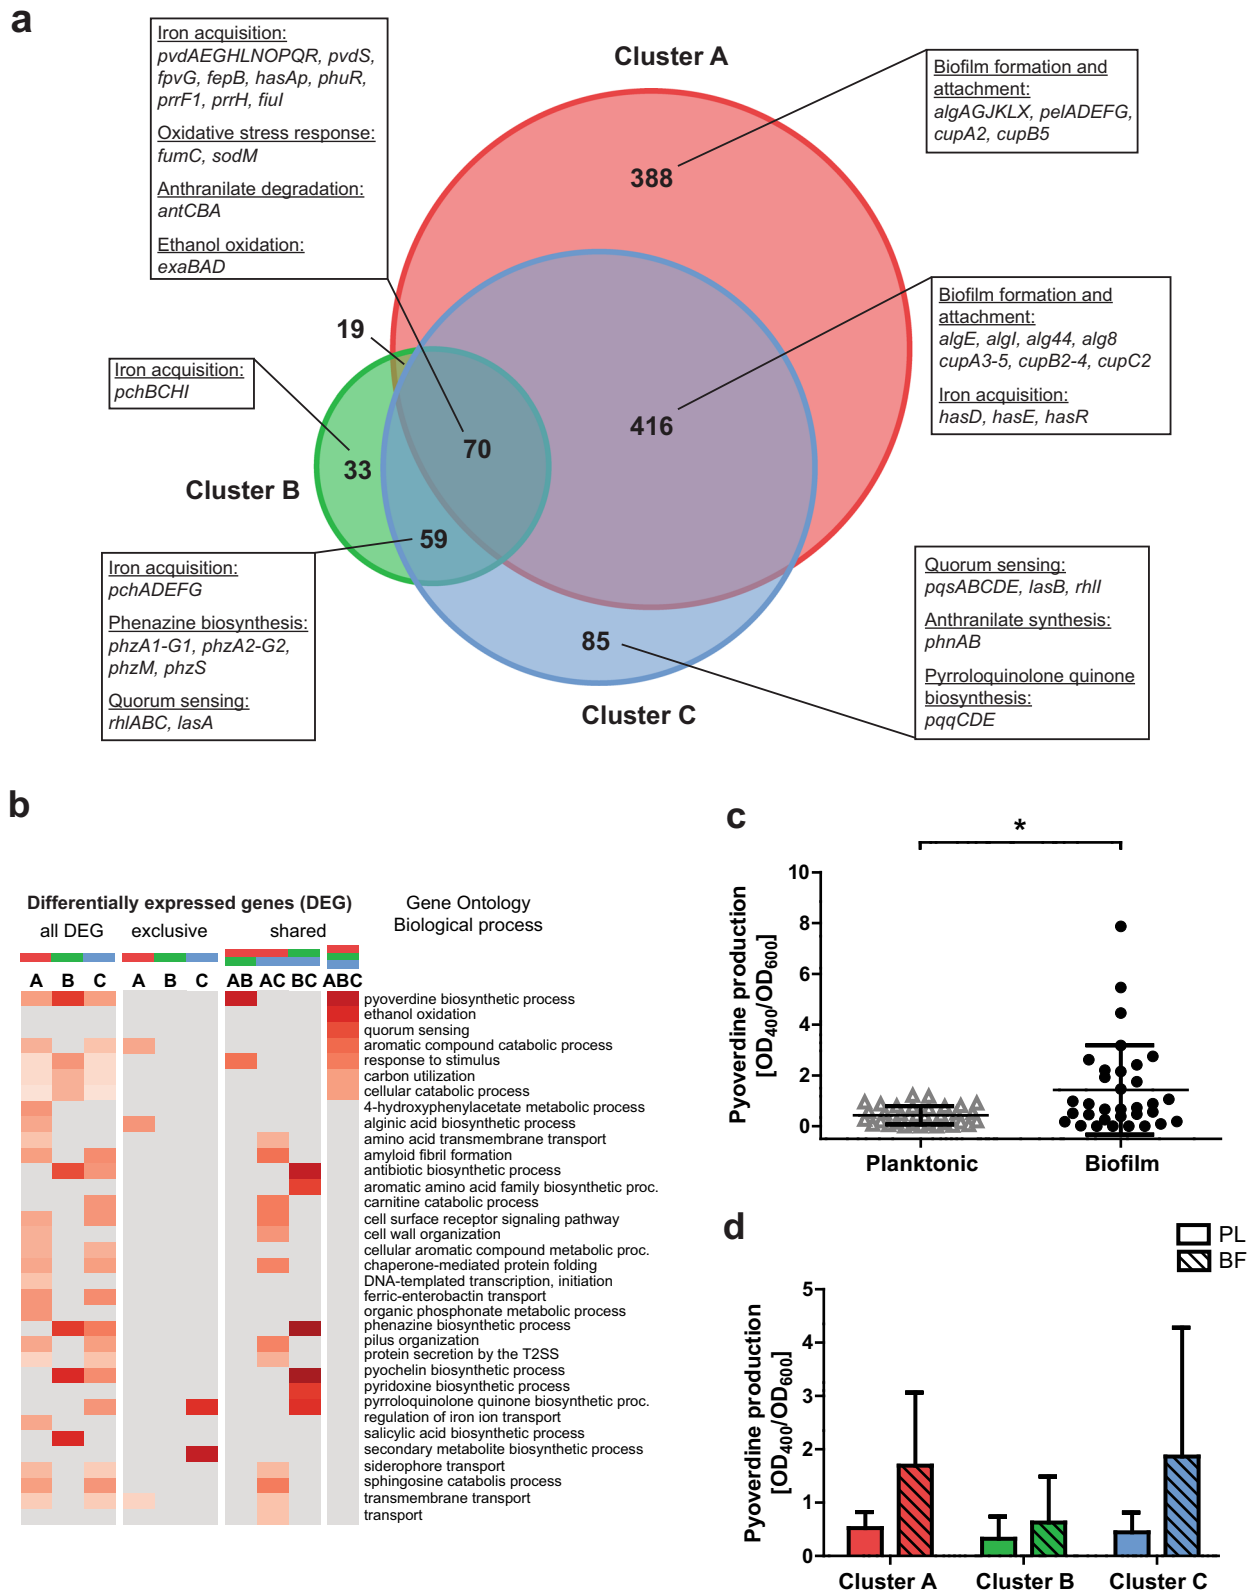 a
Iron acquisition:
pvdAEGHLNOPQR, pvdS,
fpvG, fepB, hasAp, phuR,
prrF1, prrH, fiuI
Oxidative stress response:
fumC, sodM
Anthranilate degradation:
antCBA
Ethanol oxidation:
exaBAD
Cluster A
Biofilm formation and
attachment:
algAGJKLX, pelADEFG,
cupA2, cupB5
388
Biofilm formation and
attachment:
algE, algI, alg44, alg8
cupA3-5, cupB2-4, cupC2
Iron acquisition:
hasD, hasE, hasR
19
Iron acquisition:
pchBCHI
416
70
33
Cluster B
59
Iron acquisition:
pchADEFG
Phenazine biosynthesis:
phzA1-G1, phzA2-G2,
phzM, phzS
Quorum sensing:
rhlABC, lasA
Quorum sensing:
pqsABCDE, lasB, rhlI
Anthranilate synthesis:
phnAB
Pyrroloquinolone quinone
biosynthesis:
pqqCDE
85
Cluster C
b
Differentially expressed genes (DEG)
all DEG exclusive shared
Gene Ontology
Biological process
A B C A B C AB AC BC ABC
pyoverdine biosynthetic process
ethanol oxidation
quorum sensing
aromatic compound catabolic process
response to stimulus
carbon utilization
cellular catabolic process
4-hydroxyphenylacetate metabolic process
alginic acid biosynthetic process
amino acid transmembrane transport
amyloid fibril formation
antibiotic biosynthetic process
aromatic amino acid family biosynthetic proc.
carnitine catabolic process
cell surface receptor signaling pathway
cell wall organization
cellular aromatic compound metabolic proc.
chaperone-mediated protein folding
DNA-templated transcription, initiation
ferric-enterobactin transport
organic phosphonate metabolic process
phenazine biosynthetic process
pilus organization
protein secretion by the T2SS
pyochelin biosynthetic process
pyridoxine biosynthetic process
pyrroloquinolone quinone biosynthetic proc.
regulation of iron ion transport
salicylic acid biosynthetic process
secondary metabolite biosynthetic process
siderophore transport
sphingosine catabolis process
transmembrane transport
transport
c
*
Pyoverdine production
[OD400/OD600]
10
8
6
4
2
0
Planktonic Biofilm
d
PL
BF
Pyoverdine production
[OD400/OD600]
5
4
3
2
1
0
Cluster A Cluster B Cluster C